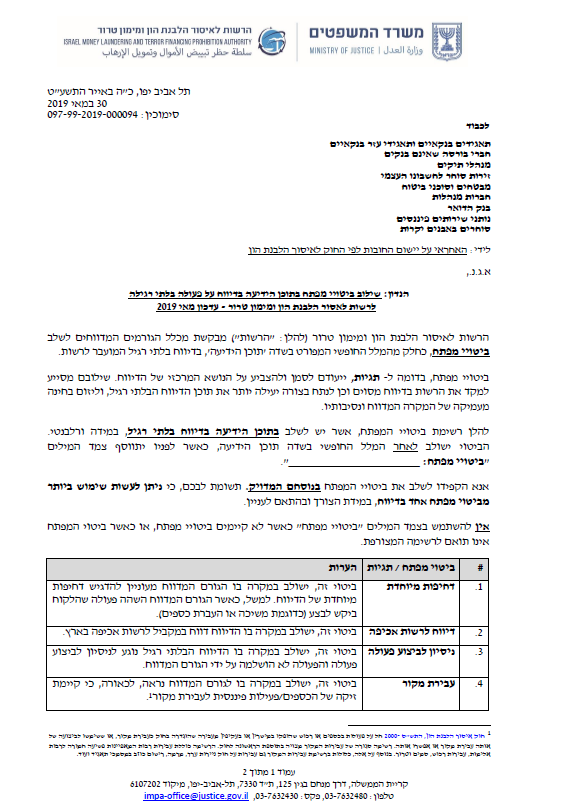 הרשות לאיסור הלבנת הון ומימון טרור
ISRAEL MONEY LAUNDERING AND TERROR FINANCING PROHIBITION AUTHORITY
سلطة حظر تبييض الأموال وتمويل الإرهاب
משרד המשפטים
MINISTRY OF JUSTICE | وزارة العدل
תל אביב יפו, כ"ה באייר התשע"ט
30 במאי 2019
סימוכין: 097-99-2019-000094
לכבוד
תאגידים בנקאיים ותאגידי עזר בנקאיים
חברי בורסה שאינם בנקים
מנהלי תיקים
זירות סוחר לחשבונו העצמי
מבטחים וסוכני ביטוח
חברות מנהלות
בנק הדואר
נותני שירותים פיננסים
סוחרים באבנים יקרות
לידי: האחראי על יישום החובות לפי החוק לאיסור הלבנת הון
א.ג.נ.,
הנדון: שילוב ביטויי מפתח בתוכן הידיעה בדיווח על פעולה בלתי רגילה
לרשות לאסור הלבנת הון ומימון טרור - עדכון מאי 2019
הרשות לאיסור הלבנת הון ומימון טרור (להלן: "הרשות") מבקשת מכלל הגורמים המדווחים לשלב
ביטויי מפתח, כחלק מהמלל החופשי המפורט בשדה 'תוכן הידיעה', בדיווח בלתי רגיל המועבר לרשות.
ביטויי מפתח, בדומה ל- תגיות, ייעודם לסמן ולהצביע על הנושא המרכזי של הדיווח. שילובם מסייע
למקד את הרשות בדיווח מסוים וכן לנתח בצורה יעילה יותר את תוכן הדיווח הבלתי רגיל, וליזום בחינה
מעמיקה של המקרה המדווח ונסיבותיו.
להלן רשימת ביטויי מפתח, אשר יש לשלב בתוכן הידיעה בדיווח בלתי רגיל, במידה ורלבנטי.
הביטוי ישולב לאחר המלל החופשי בשדה תוכן הידיעה, כאשר לפניו יתווסף צמד המילים
"ביטויי מפתח: ____________________".
אנא הקפידו לשלב את ביטויי המפתח בנוסחם המדויק. תשומת לבכם, כי ניתן לעשות שימוש ביותר
מביטוי מפתח אחד בדיווח, במידת הצורך ובהתאם לעניין.
אין להשתמש בצמד המילים "ביטויי מפתח" כאשר לא קיימים ביטויי מפתח, או כאשר ביטוי המפתח
אינו תואם לרשימה המצורפת.
# ביטוי מפתח / תגיות הערות
1. דחיפות מיוחדת ביטוי זה, ישולב במקרה בו הגורם המדווח מעוניין להדגיש דחיפות
מיוחדת של הדיווח. למשל, כאשר הגורם המדווח השהה פעולה שהלקוח
ביקש לבצע (כדוגמת משיכה או העברת כספים).
2. דיווח לרשות אכיפה ביטוי זה, ישולב במקרה בו הדיווח דווח במקביל לרשות אכיפה בארץ.
3. ניסיון לביצוע פעולה ביטוי זה, ישולב במקרה בו הדיווח הבלתי רגיל נוגע לניסיון לביצוע
פעולה והפעולה לא הושלמה על ידי הגורם המדווח.
4. עבירת מקור ביטוי זה, ישולב במקרה בו לגורם המדווח נראה, לכאורה, כי קיימת
זיקה של הכספים/פעילות פיננסית לעבירת מקור1.
1 חוק איסור הלבנת הון, התש"ס -2000
עמוד 1 מתוך 2
קריית הממשלה, דרך מנחם בגין 125, ת"ד 7330, תל-אביב-יפו, מיקוד 6107202
טלפון: 03-7632480, פקס: 03-7632430, impa-office@justice.gov.il